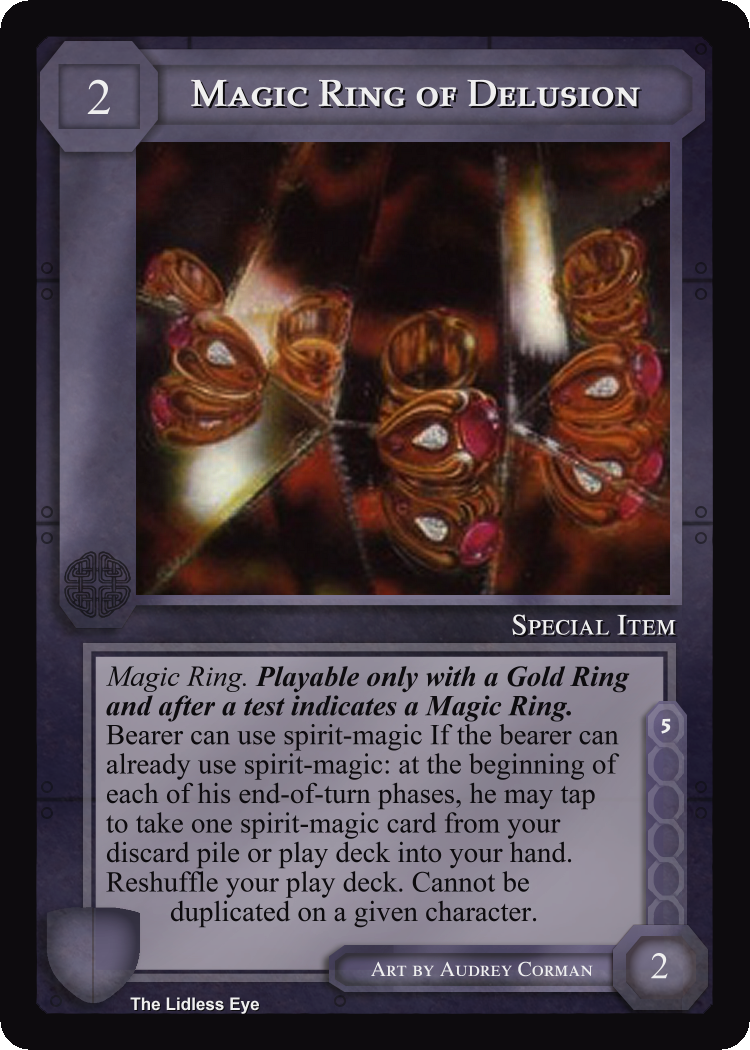 2
Magic Ring of Delusion
Special Item
Magic Ring. Playable only with a Gold Ring
and after a test indicates a Magic Ring.
Bearer can use spirit-magic If the bearer can
already use spirit-magic: at the beginning of
each of his end-of-turn phases, he may tap
to take one spirit-magic card from your
discard pile or play deck into your hand.
Reshuffle your play deck. Cannot be
duplicated on a given character.
5
Art by Audrey Corman
2
The Lidless Eye